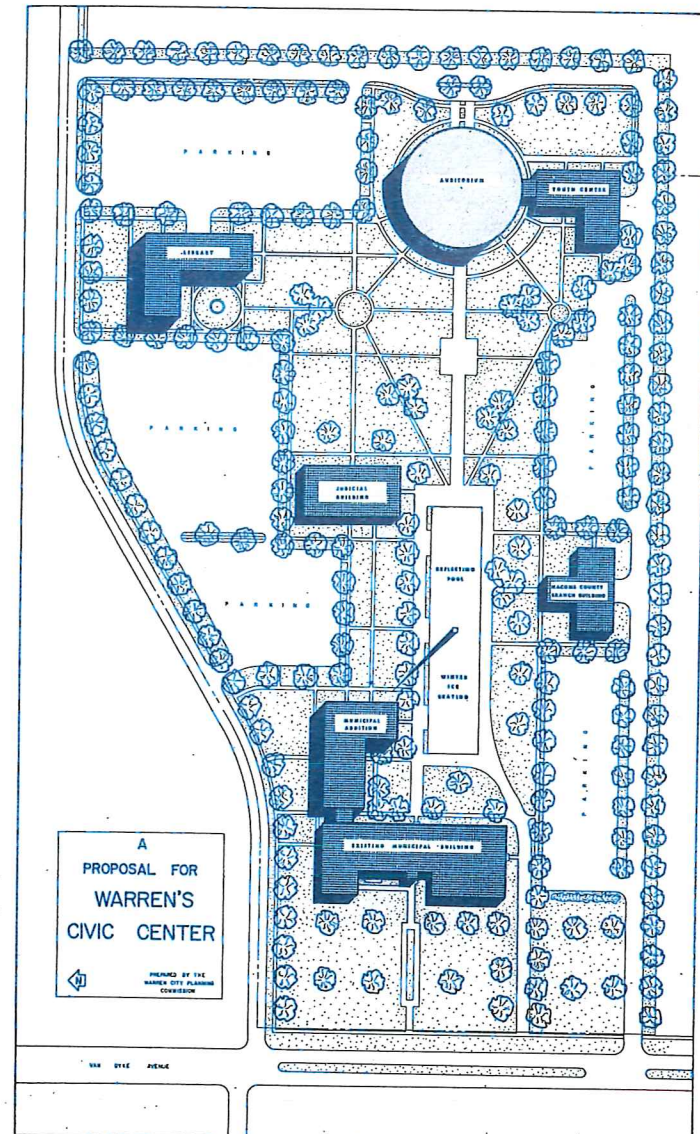 PARKING
AUDITORIUM
YOUTH CENTER
LIBRARY
PARKING
PARKING
JUDICIAL
BUILDING
REFLECTING
POOL
MACOMB COUNTY
BRANCH BUILDING
PARKING
WINTER
ICE
SKATING
MUNICIPAL
ADDITION
PARKING
EXISTING MUNICIPAL BUILDING
A
PROPOSAL FOR
WARREN'S
CIVIC CENTER
N
PREPARED BY THE
WARREN CITY PLANNING
COMMISSION
VAN DYKE AVENUE